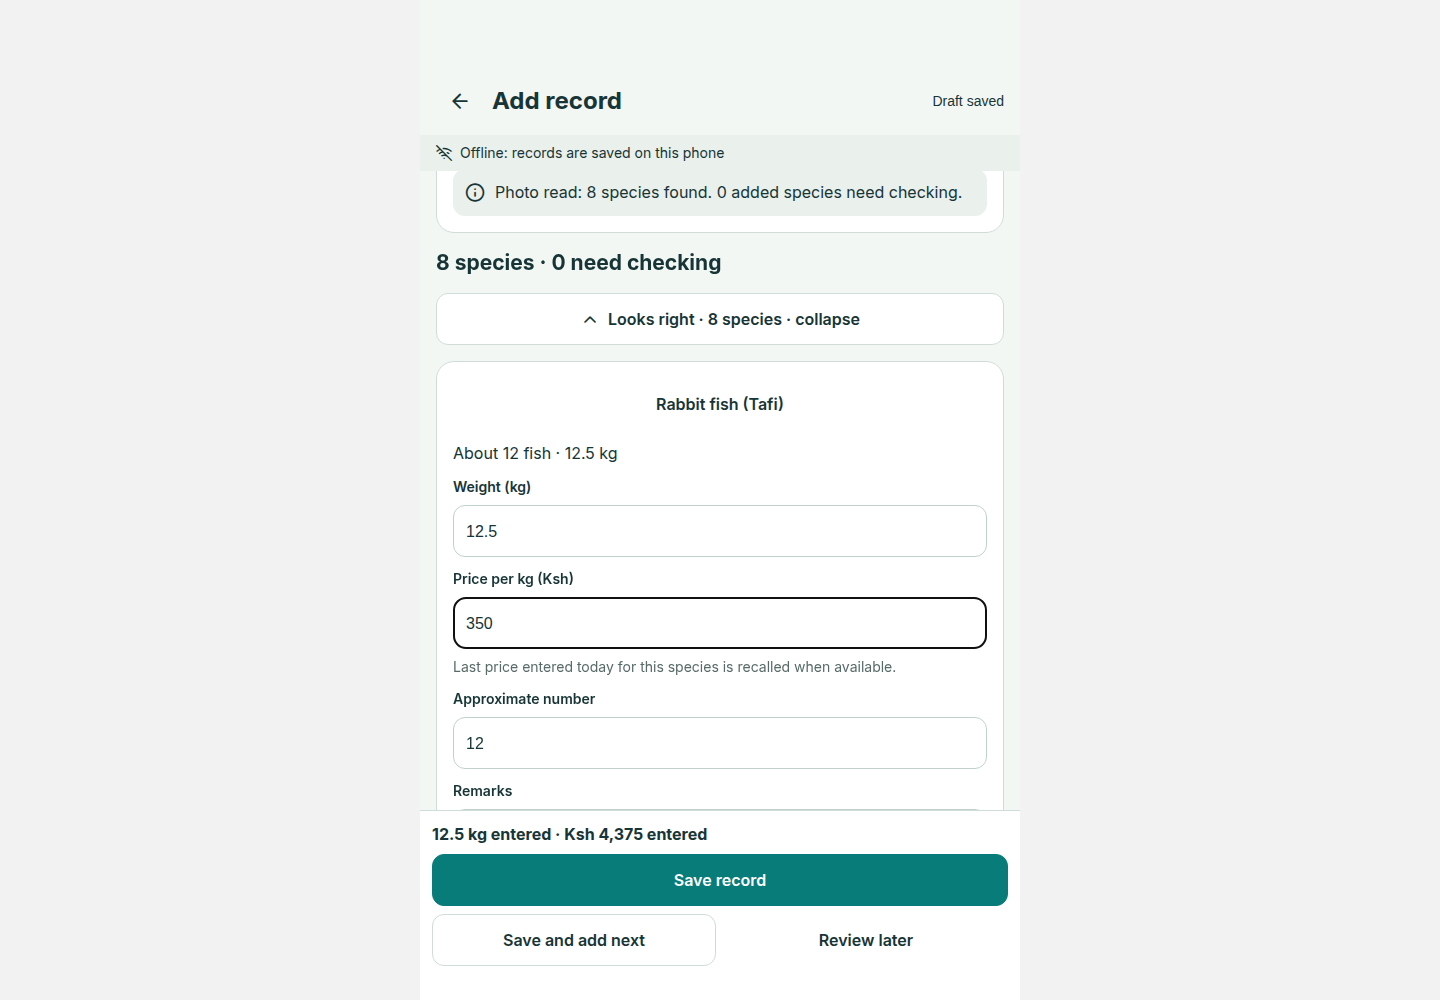 Add record
Draft saved
Offline: records are saved on this phone
Photo read: 8 species found. 0 added species need checking.
8 species · 0 need checking
Looks right · 8 species · collapse
Rabbit fish (Tafi)
About 12 fish · 12.5 kg
Weight (kg)
12.5
Price per kg (Ksh)
350
Last price entered today for this species is recalled when available.
Approximate number
12
Remarks
12.5 kg entered · Ksh 4,375 entered
Save record
Save and add next
Review later